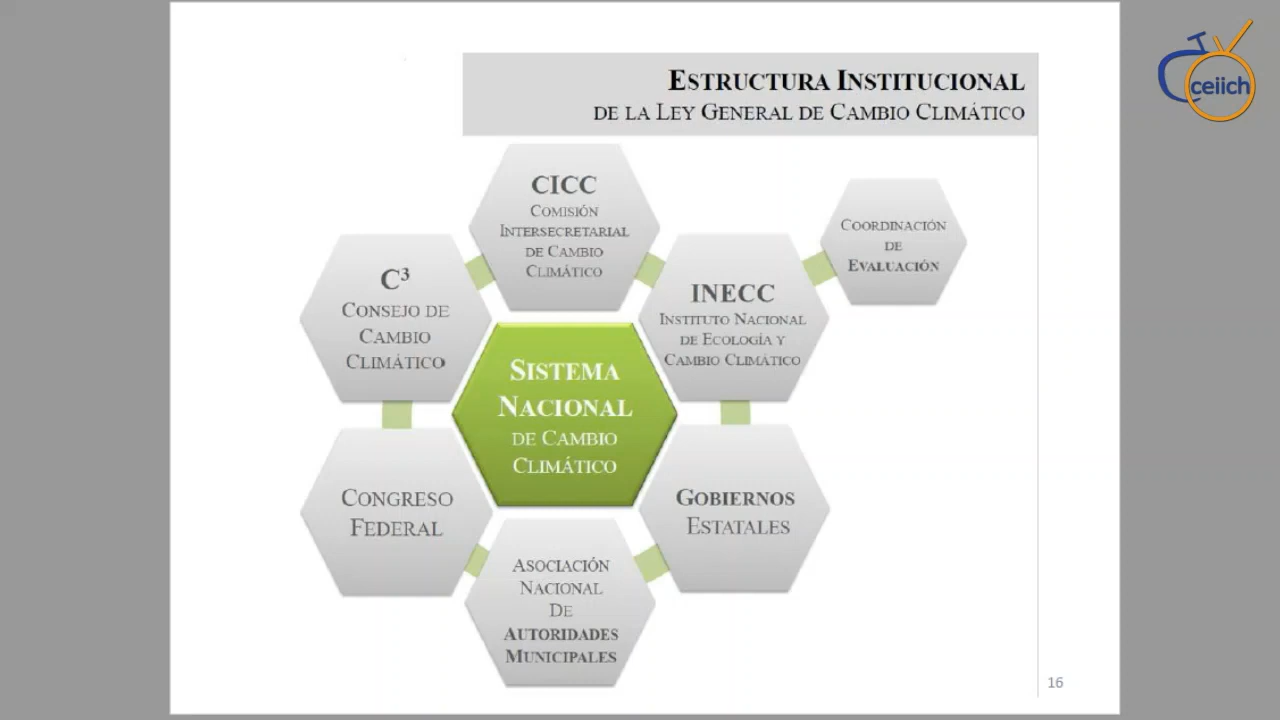 ESTRUCTURA INSTITUCIONAL
DE LA LEY GENERAL DE CAMBIO CLIMÁTICO
ceiich
CICC
COMISIÓN
INTERSECRETARIAL
DE CAMBIO
CLIMÁTICO
COORDINACIÓN
DE
EVALUACIÓN
C³
CONSEJO DE
CAMBIO
CLIMÁTICO
INECC
INSTITUTO NACIONAL
DE ECOLOGÍA Y
CAMBIO CLIMÁTICO
SISTEMA
NACIONAL
DE CAMBIO
CLIMÁTICO
CONGRESO
FEDERAL
GOBIERNOS
ESTATALES
ASOCIACIÓN
NACIONAL
DE
AUTORIDADES
MUNICIPALES
16